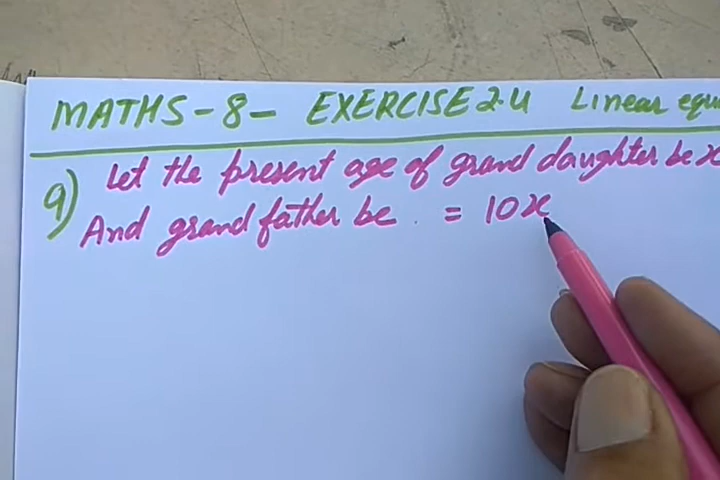 MATHS-8- EXERCISE 2.4 Linear equ
9) Let the present age of grand daughter be x
And grand father be . = 10x